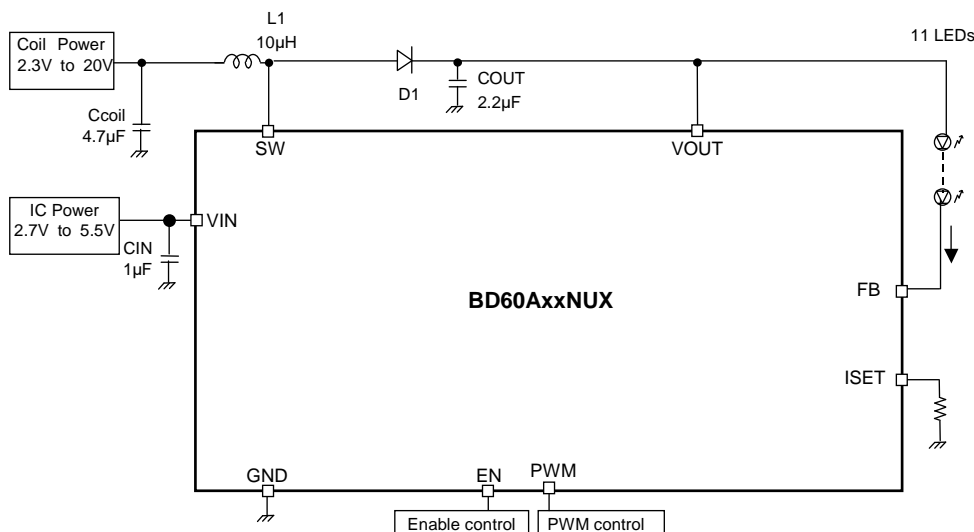 L1
10µH
11 LEDs
Coil Power
2.3V to 20V
D1
COUT
2.2µF
Ccoil
4.7µF
SW
VOUT
IC Power
2.7V to 5.5V
VIN
CIN
1µF
BD60AxxNUX
FB
ISET
GND
EN
PWM
Enable control
PWM control